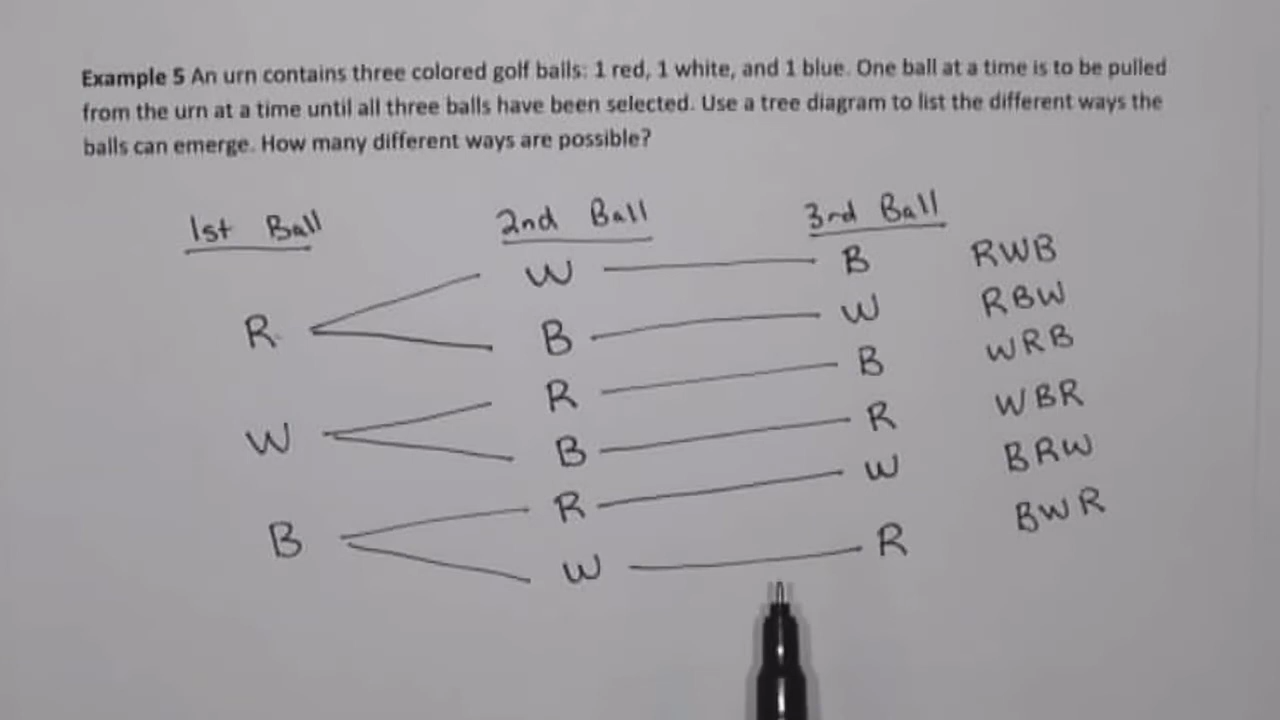 Example 5 An urn contains three colored golf balls: 1 red, 1 white, and 1 blue. One ball at a time is to be pulled
from the urn at a time until all three balls have been selected. Use a tree diagram to list the different ways the
balls can emerge. How many different ways are possible?
1st Ball 2nd Ball 3rd Ball
W B RWB
R B W RBW
R B WRB
W B R WBR
R W BRW
B W R BWR